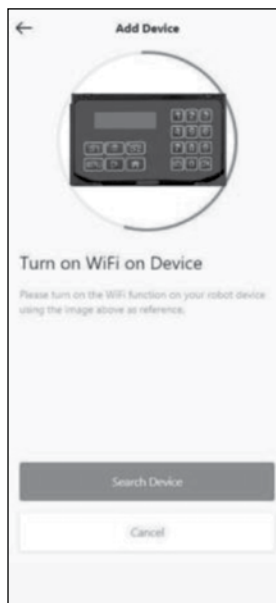 Add Device
Turn on WiFi on Device
Please turn on the WiFi function on your robot device
using the image above as reference.
Search Device
Cancel